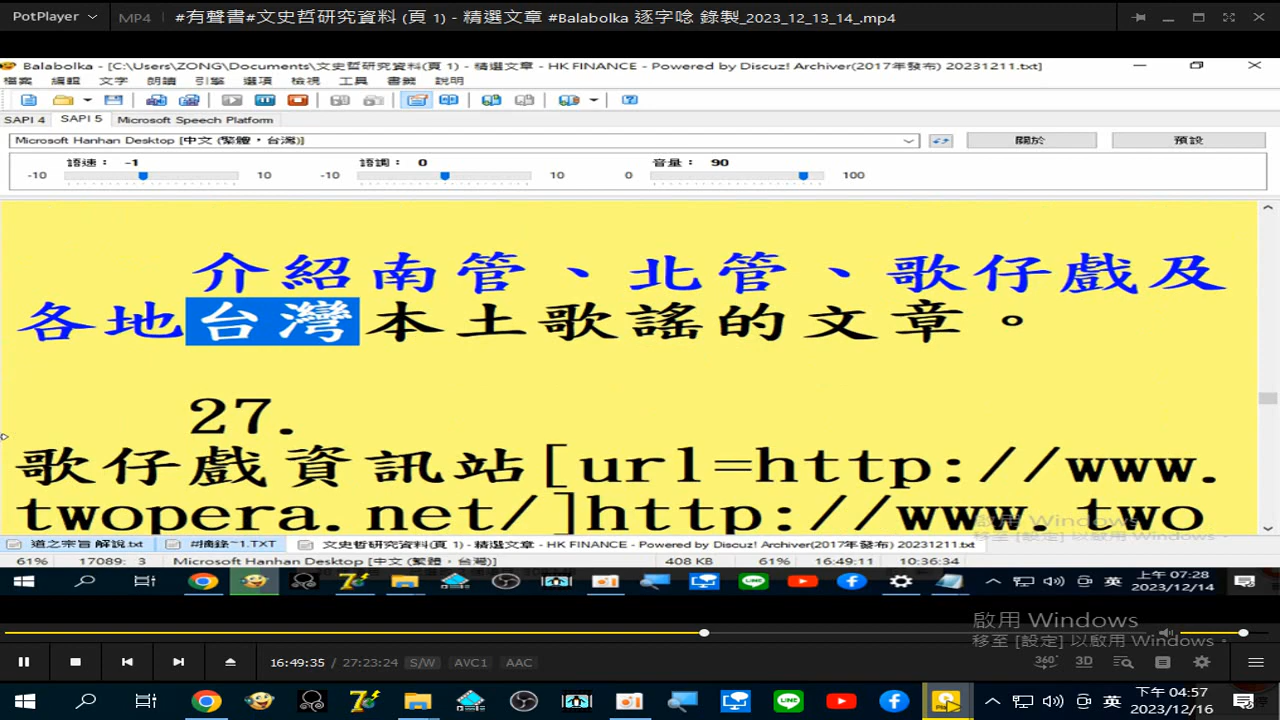 PotPlayer MP4 #有聲書#文史哲研究資料 (頁 1) - 精選文章 #Balabolka 逐字唸 錄製_2023_12_13_14_.mp4
Balabolka - [C:\Users\ZONG\Documents\文史哲研究資料(頁 1) - 精選文章 - HK FINANCE - Powered by Discuz! Archiver(2017年發布) 20231211.txt]
檔案 編輯 文字 朗讀 引擎 選項 檢視 工具 書籤 說明
SAPI 4 SAPI 5 Microsoft Speech Platform
Microsoft Hanhan Desktop [中文 (繁體，台灣)] 關於 預設
語速： -1 語調： 0 音量： 90
-10 10 -10 10 0 100
介紹南管、北管、歌仔戲及
各地台灣本土歌謠的文章。
27.
歌仔戲資訊站[url=http://www.
twopera.net/]http://www.two
啟用 Windows
移至 [設定] 以啟用 Windows。
道之宗旨 解說.txt #摘錄~1.TXT 文史哲研究資料(頁 1) - 精選文章 - HK FINANCE - Powered by Discuz! Archiver(2017年發布) 20231211.txt
61% 17089: 3 Microsoft Hanhan Desktop [中文 (繁體，台灣)] 408 KB 61% 16:49:11 10:36:34
英 上午 07:28
2023/12/14
啟用 Windows
移至 [設定] 以啟用 Windows。
16:49:35 / 27:23:24 S/W AVC1 AAC 360° 3D
英 下午 04:57
2023/12/16